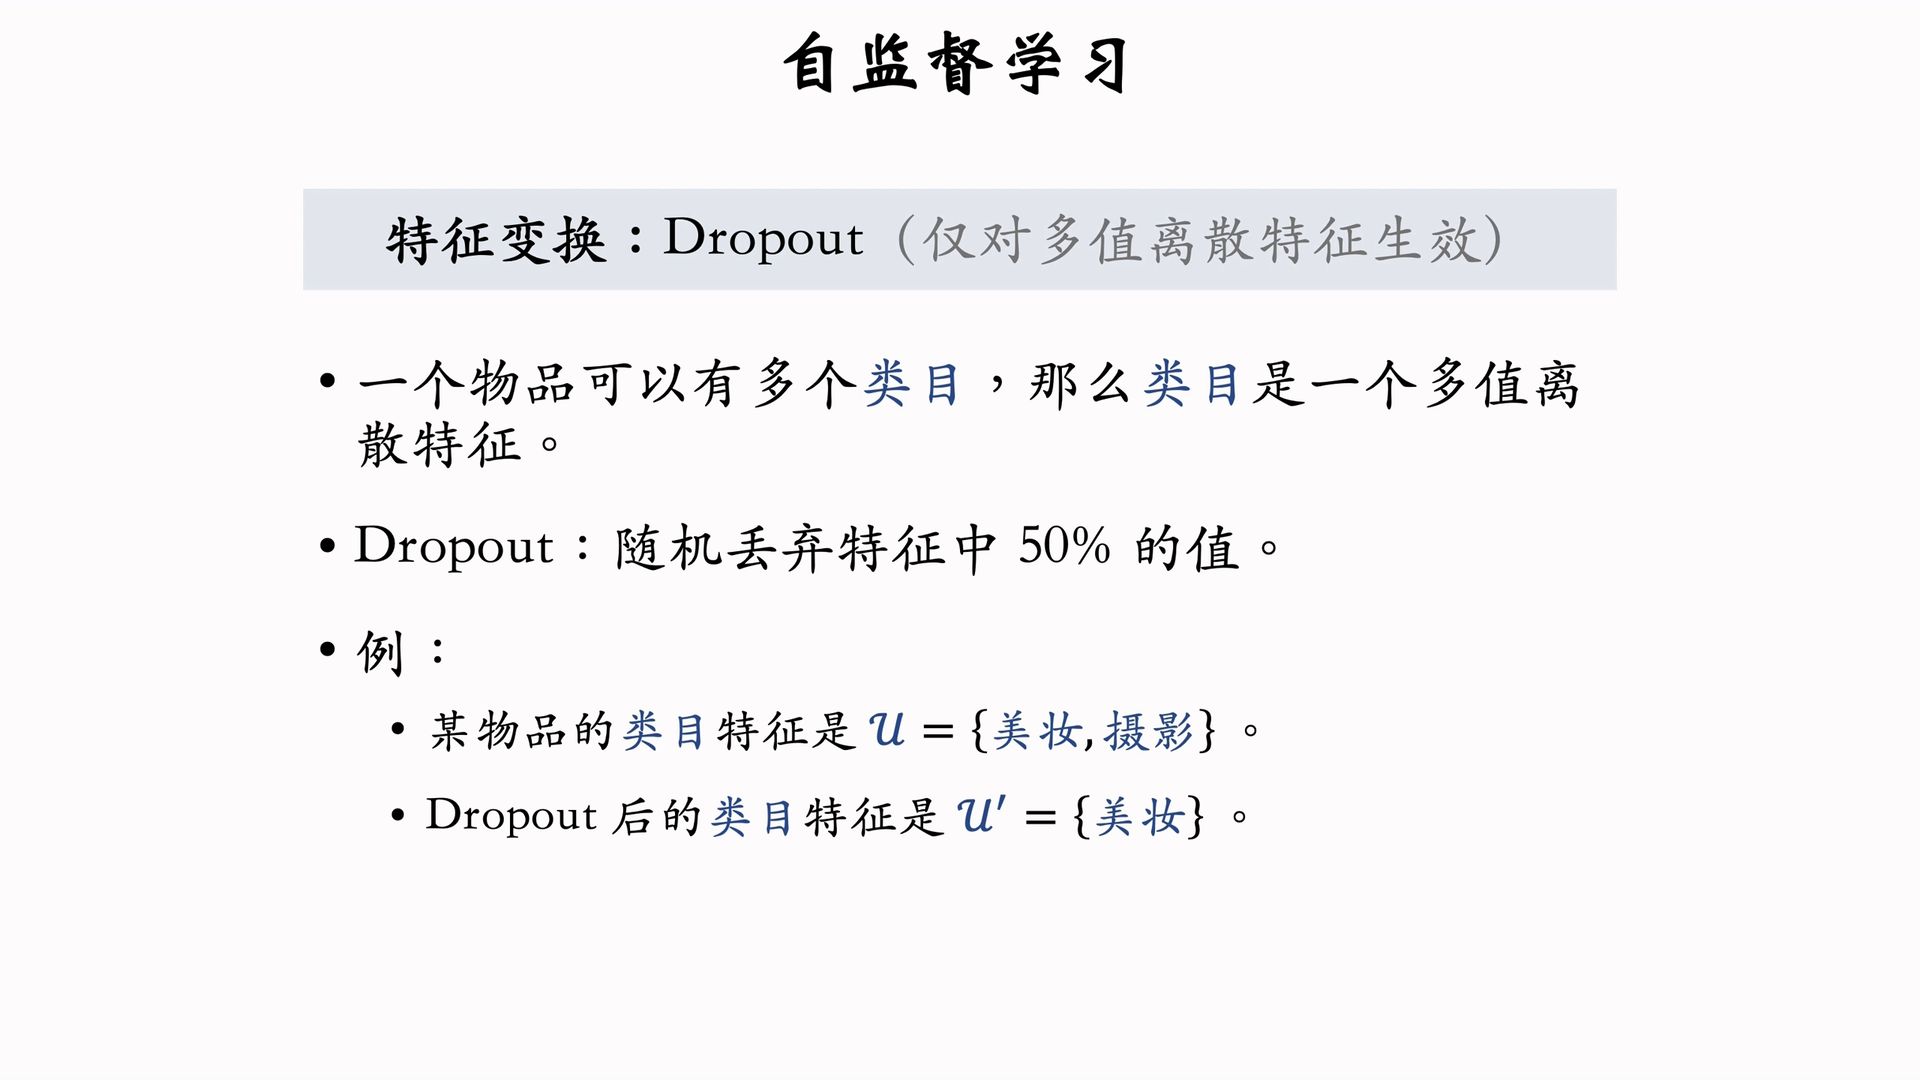 自监督学习
特征变换：Dropout（仅对多值离散特征生效）
• 一个物品可以有多个类目，那么类目是一个多值离
散特征。
• Dropout：随机丢弃特征中 50% 的值。
• 例：
• 某物品的类目特征是 𝒰 = {美妆, 摄影}。
• Dropout 后的类目特征是 𝒰′ = {美妆}。